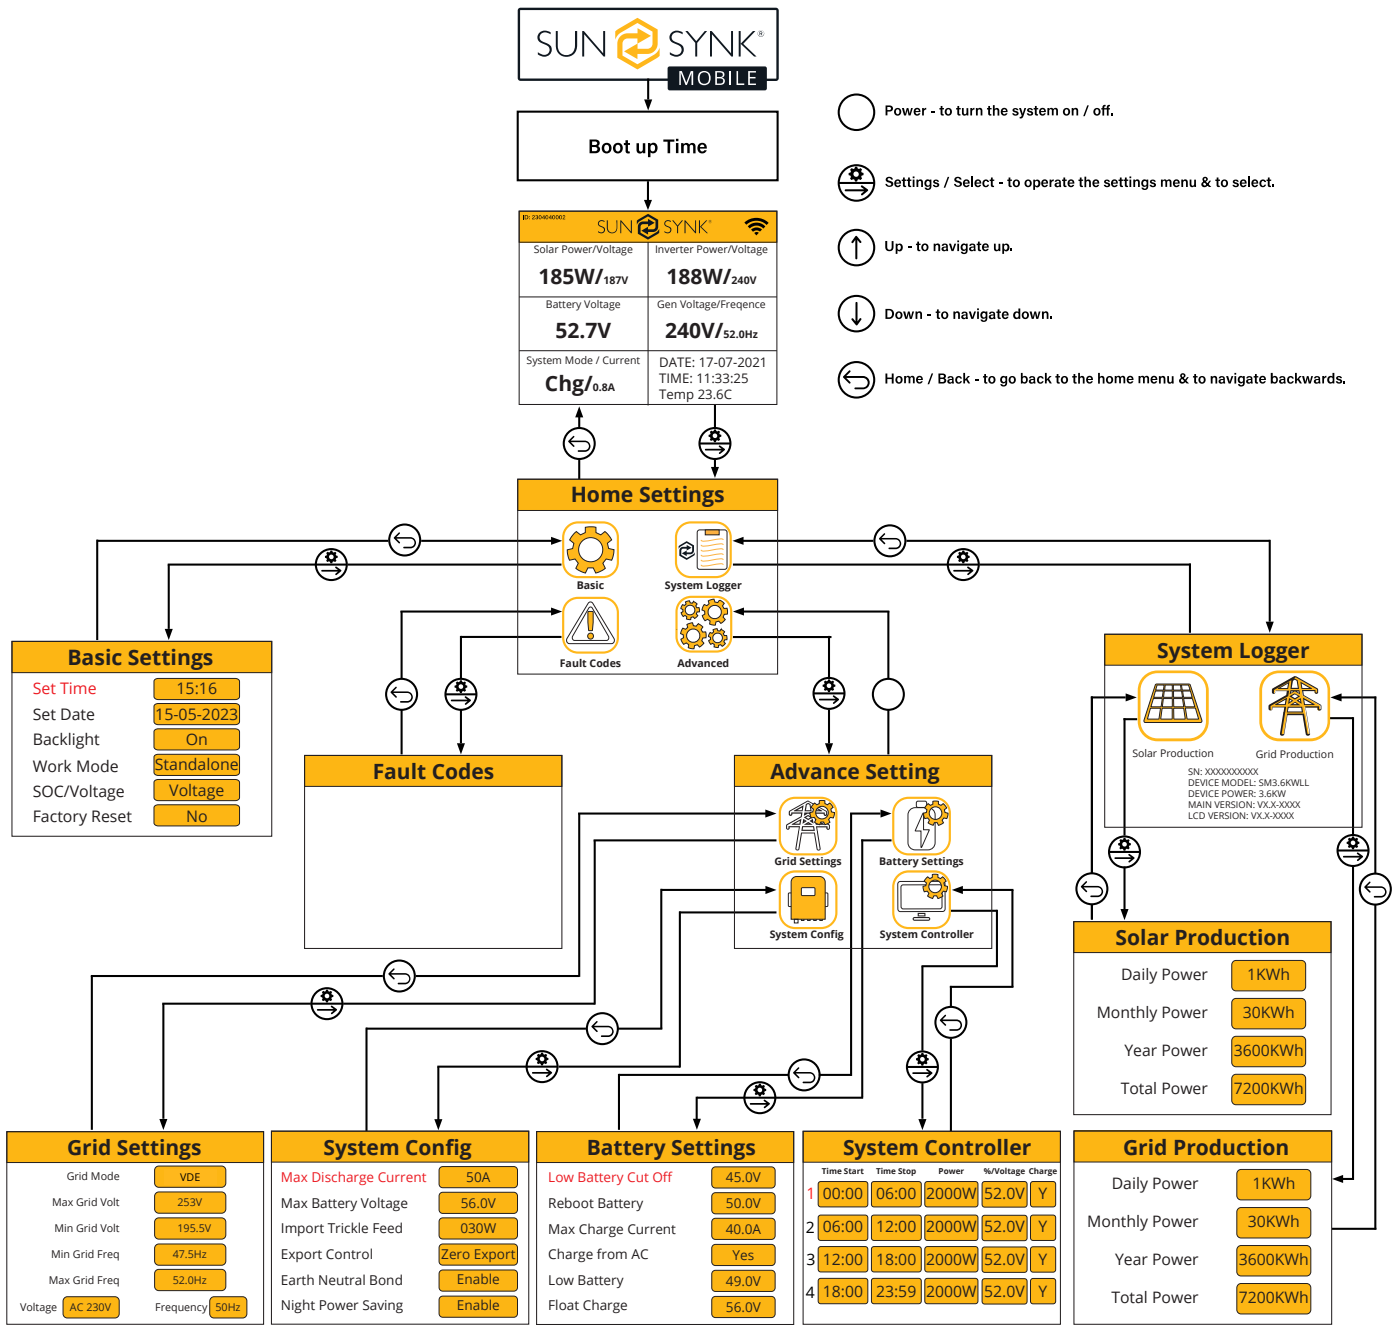 SUN SYNK®
MOBILE
Boot up Time
Power - to turn the system on / off.
Settings / Select - to operate the settings menu & to select.
Up - to navigate up.
Down - to navigate down.
Home / Back - to go back to the home menu & to navigate backwards.
ID: 2304040002
SUN SYNK®
Solar Power/Voltage
185W/187V
Inverter Power/Voltage
188W/240V
Battery Voltage
52.7V
Gen Voltage/Freqence
240V/52.0Hz
System Mode / Current
Chg/0.8A
DATE: 17-07-2021
TIME: 11:33:25
Temp 23.6C
Home Settings
Basic
System Logger
Fault Codes
Advanced
Basic Settings
Set Time 15:16
Set Date 15-05-2023
Backlight On
Work Mode Standalone
SOC/Voltage Voltage
Factory Reset No
Fault Codes
Advance Setting
Grid Settings
Battery Settings
System Config
System Controller
System Logger
Solar Production
Grid Production
SN: XXXXXXXXXX
DEVICE MODEL: SM3.6KWLL
DEVICE POWER: 3.6KW
MAIN VERSION: VX.X-XXXX
LCD VERSION: VX.X-XXXX
Solar Production
Daily Power 1KWh
Monthly Power 30KWh
Year Power 3600KWh
Total Power 7200KWh
Grid Settings
Grid Mode VDE
Max Grid Volt 253V
Min Grid Volt 195.5V
Min Grid Freq 47.5Hz
Max Grid Freq 52.0Hz
Voltage AC 230V Frequency 50Hz
System Config
Max Discharge Current 50A
Max Battery Voltage 56.0V
Import Trickle Feed 030W
Export Control Zero Export
Earth Neutral Bond Enable
Night Power Saving Enable
Battery Settings
Low Battery Cut Off 45.0V
Reboot Battery 50.0V
Max Charge Current 40.0A
Charge from AC Yes
Low Battery 49.0V
Float Charge 56.0V
System Controller
Time Start Time Stop Power %/Voltage Charge
1 00:00 06:00 2000W 52.0V Y
2 06:00 12:00 2000W 52.0V Y
3 12:00 18:00 2000W 52.0V Y
4 18:00 23:59 2000W 52.0V Y
Grid Production
Daily Power 1KWh
Monthly Power 30KWh
Year Power 3600KWh
Total Power 7200KWh